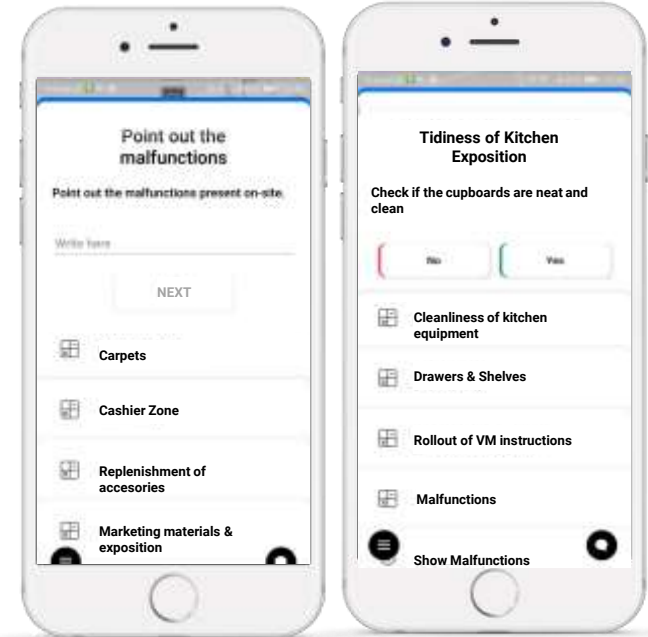 Point out the
malfunctions
Point out the malfunctions present on-site.
Write here
NEXT
Carpets
Cashier Zone
Replenishment of
accesories
Marketing materials &
exposition
Tidiness of Kitchen
Exposition
Check if the cupboards are neat and
clean
No
Yes
Cleanliness of kitchen
equipment
Drawers & Shelves
Rollout of VM instructions
Malfunctions
Show Malfunctions